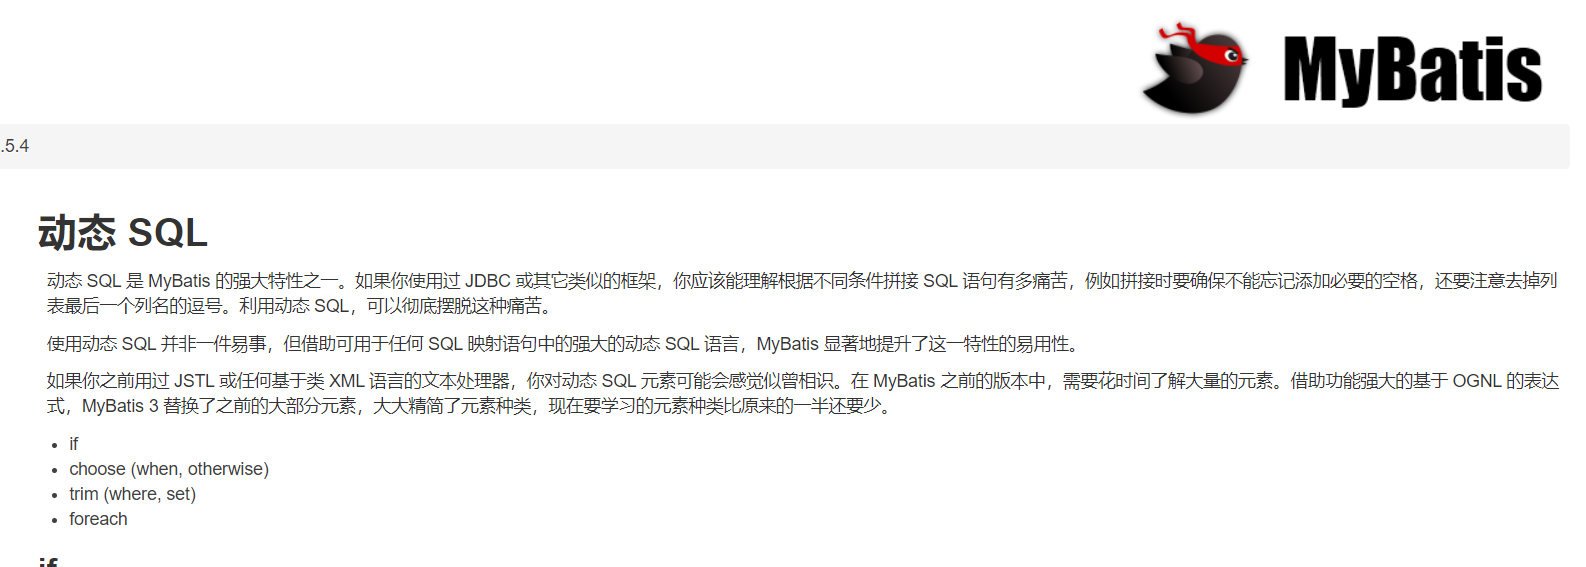 MyBatis
.5.4
动态 SQL
动态 SQL 是 MyBatis 的强大特性之一。如果你使用过 JDBC 或其它类似的框架，你应该能理解根据不同条件拼接 SQL 语句有多痛苦，例如拼接时要确保不能忘记添加必要的空格，还要注意去掉列
表最后一个列名的逗号。利用动态 SQL，可以彻底摆脱这种痛苦。
使用动态 SQL 并非一件易事，但借助可用于任何 SQL 映射语句中的强大的动态 SQL 语言，MyBatis 显著地提升了这一特性的易用性。
如果你之前用过 JSTL 或任何基于类 XML 语言的文本处理器，你对动态 SQL 元素可能会感觉似曾相识。在 MyBatis 之前的版本中，需要花时间了解大量的元素。借助功能强大的基于 OGNL 的表达
式，MyBatis 3 替换了之前的大部分元素，大大精简了元素种类，现在要学习的元素种类比原来的一半还要少。
• if
• choose (when, otherwise)
• trim (where, set)
• foreach
if